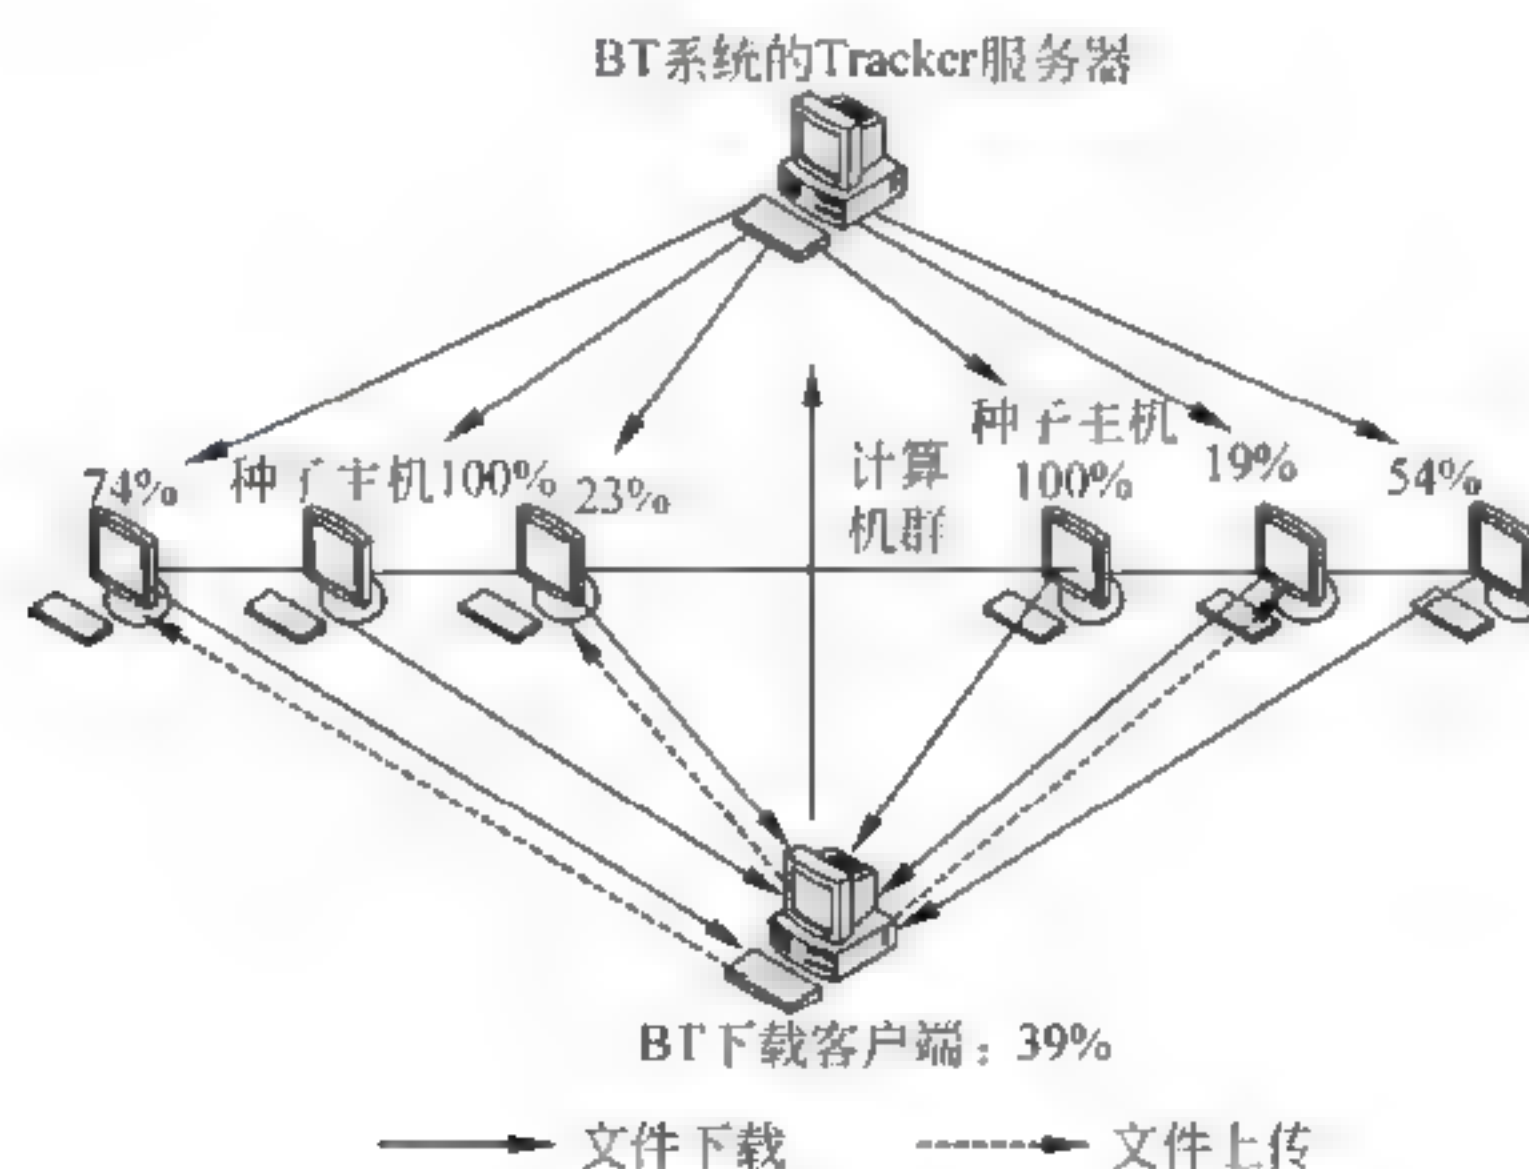 BT系统的Tracker服务器
种子主机
100%
19%
54%
74%
种子主机100%
23%
计算
机群
BT下载客户端：39%
文件下载
文件上传